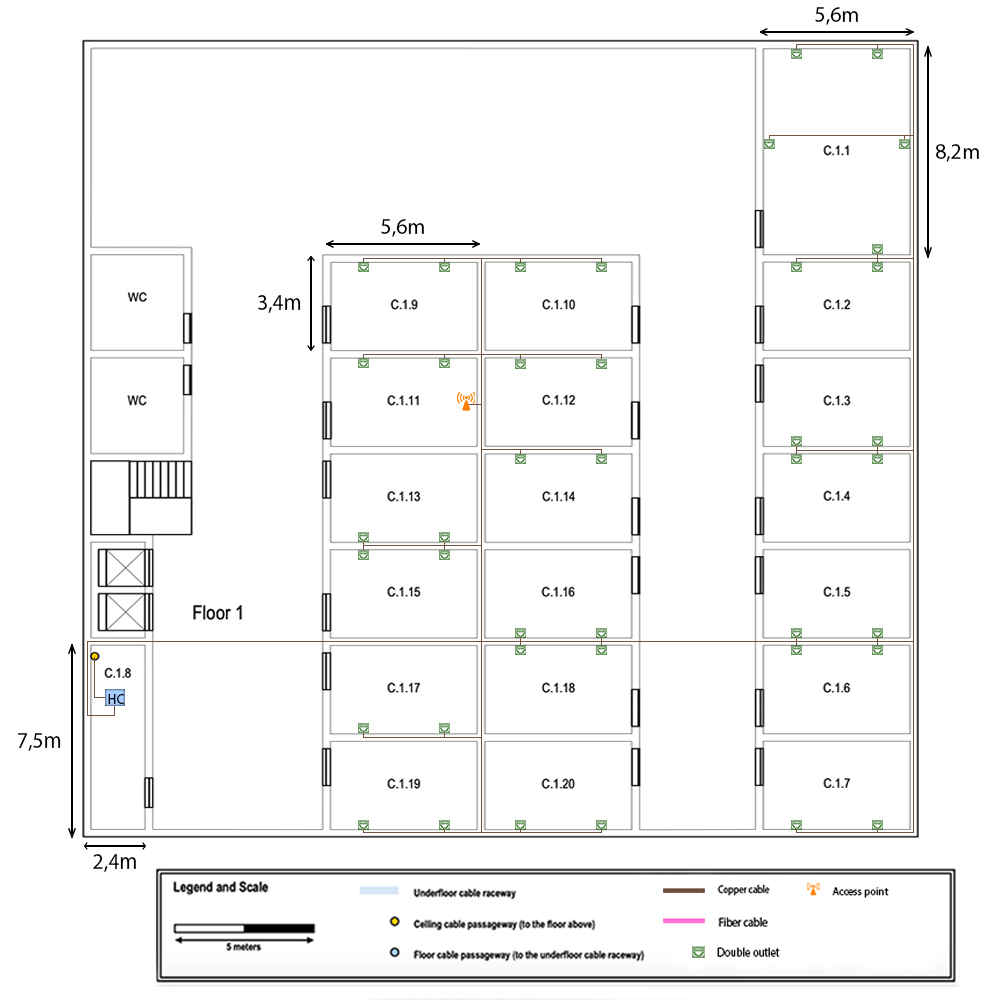 5,6m
8,2m
C.1.1
5,6m
3,4m
WC
C.1.9
C.1.10
C.1.2
WC
C.1.11
C.1.12
C.1.3
C.1.13
C.1.14
C.1.4
C.1.15
C.1.16
C.1.5
Floor 1
C.1.8
HC
C.1.17
C.1.18
C.1.6
7,5m
C.1.19
C.1.20
C.1.7
2,4m
Legend and Scale
5 meters
Underfloor cable raceway
Celling cable passageway (to the floor above)
Floor cable passageway (to the underfloor cable raceway)
Copper cable
Fiber cable
Double outlet
Access point